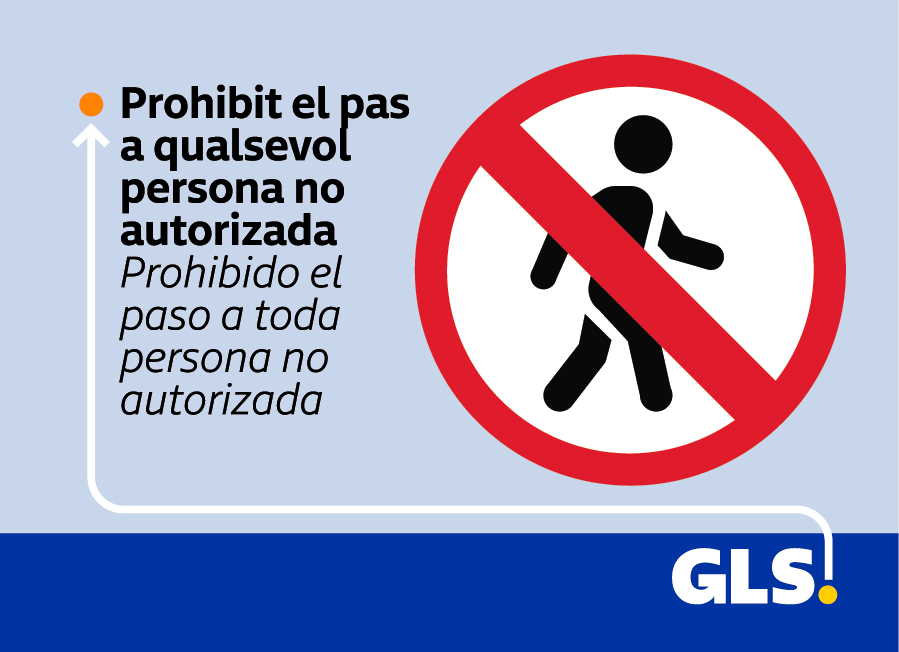 Prohibit el pas
a qualsevol
persona no
autorizada
Prohibido el
paso a toda
persona no
autorizada
GLS.